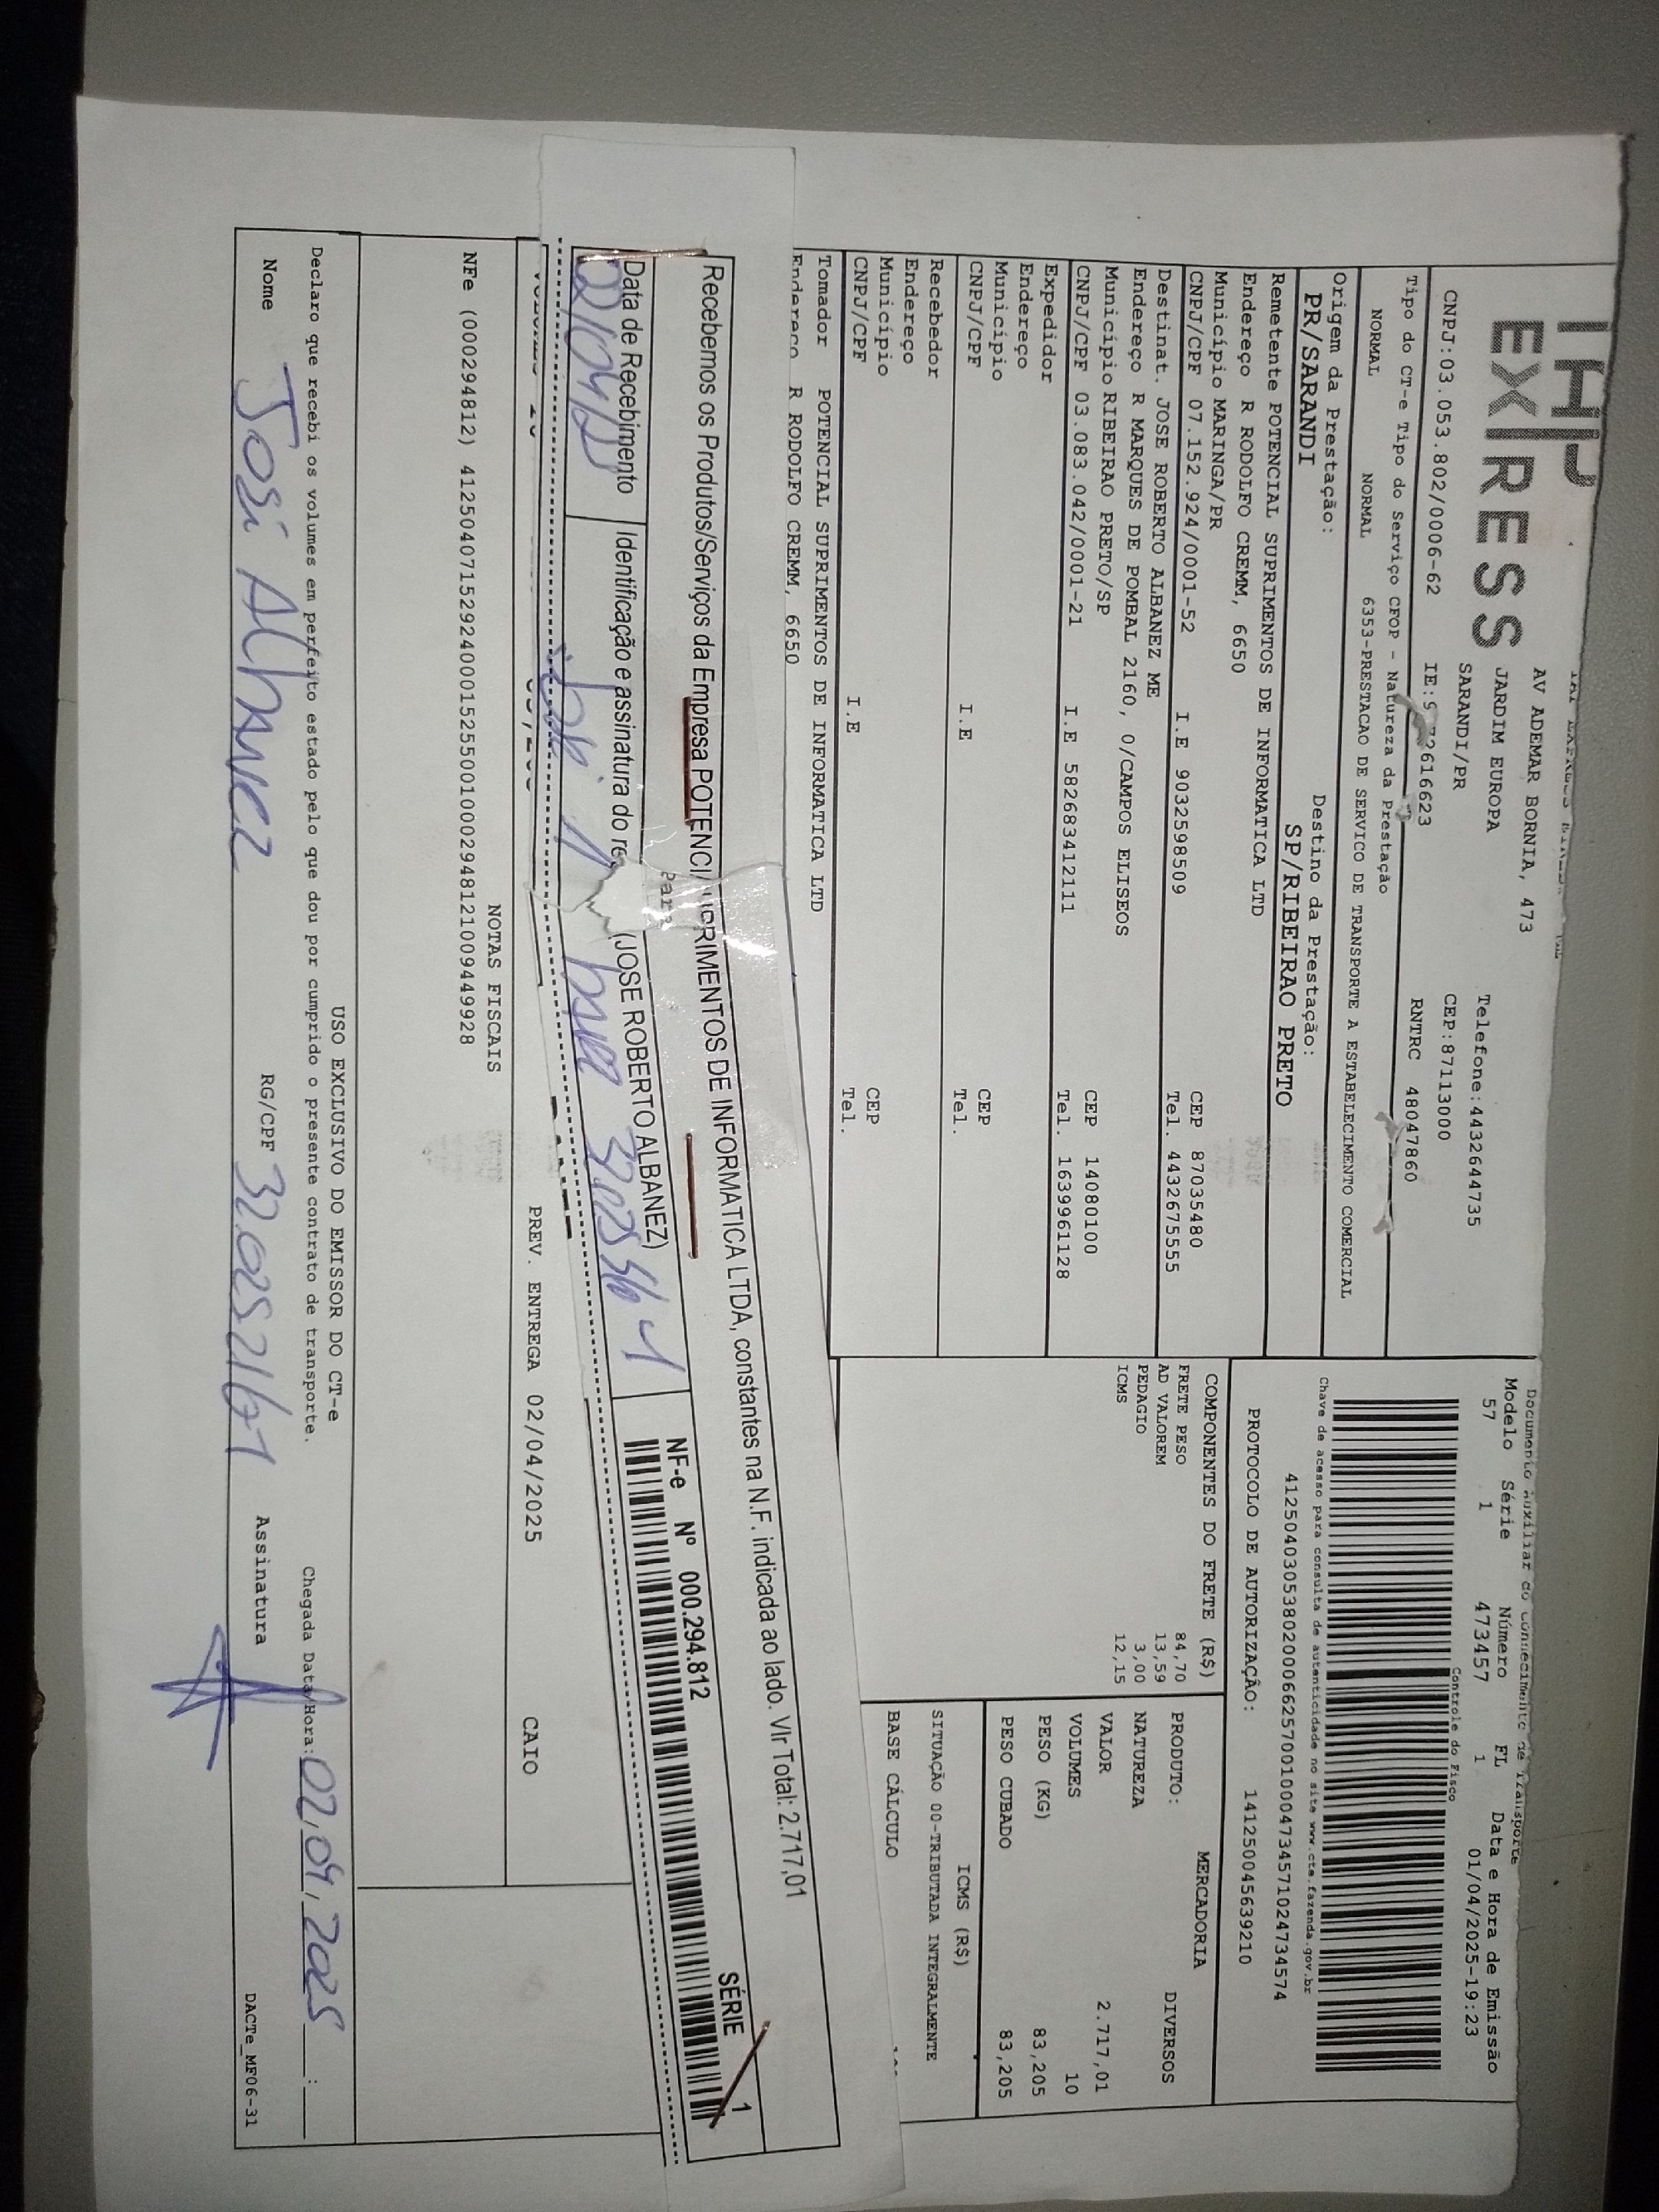 EXPRESS
AV ADEMAR BORNIA, 473
JARDIM EUROPA
SARANDI/PR
Telefone:4432644735
CEP:87113000
CNPJ:03.053.802/0006-62
RNTRC 48047860
Tipo do CT-e Tipo do Serviço CFOP - Natureza da Prestação
NORMAL NORMAL 6353-PRESTACAO DE SERVICO DE TRANSPORTE A ESTABELECIMENTO COMERCIAL
Origem da Prestação: Destino da Prestação:
PR/SARANDI SP/RIBEIRAO PRETO
Remetente POTENCIAL SUPRIMENTOS DE INFORMATICA LTD
Endereço R RODOLFO CREMM, 6650
Município MARINGA/PR CEP 87035480
CNPJ/CPF 07.152.924/0001-52 I.E 9032598509 Tel. 4432675555
Destinat. JOSE ROBERTO ALBANEZ ME
Endereço R MARQUES DE POMBAL 2160, 0/CAMPOS ELISEOS
Município RIBEIRAO PRETO/SP CEP 14080100
CNPJ/CPF 03.083.042/0001-21 I.E 582683412111 Tel. 1639961128
Expedidor
Endereço
Município CEP
CNPJ/CPF I.E Tel.
Recebedor
Endereço
Município CEP
CNPJ/CPF I.E Tel.
Tomador POTENCIAL SUPRIMENTOS DE INFORMATICA LTD
Endereço R RODOLFO CREMM, 6650
Documento Auxiliar do Conhecimento de Transporte
Modelo Série Número FL Data e Hora de Emissão
57 1 473457 1 01/04/2025-19:23
Controle do Fisco
Chave de acesso para consulta de autenticidade no site www.cte.fazenda.gov.br
41250403053802000662570010004734571024734574
PROTOCOLO DE AUTORIZAÇÃO: 141250045639210
COMPONENTES DO FRETE (R$)
FRETE PESO 84,70
AD VALOREM 13,59
PEDAGIO 3,00
ICMS 12,15
MERCADORIA
PRODUTO: DIVERSOS
NATUREZA
VALOR 2.717,01
VOLUMES 10
PESO (KG) 83,205
PESO CUBADO 83,205
ICMS (R$)
SITUAÇÃO 00-TRIBUTADA INTEGRALMENTE
BASE CÁLCULO
Recebemos os Produtos/Serviços da Empresa SUPRIMENTOS DE INFORMATICA LTDA, constantes na N.F. indicada ao lado. Vlr Total: 2.717,01
Data de Recebimento Identificação e assinatura do (JOSE ROBERTO ALBANEZ)
NF-e Nº 000.294.812 SÉRIE 1
PREV. ENTREGA 02/04/2025 CAIO
NOTAS FISCAIS
NFe (000294812) 41250407152924000152550010002948121009449928
USO EXCLUSIVO DO EMISSOR DO CT-e
Declaro que recebi os volumes em perfeito estado pelo que dou por cumprido o presente contrato de transporte. Chegada Data/Hora: 02/04/2025
Nome José Albanez RG/CPF Assinatura
DACTe_MF06-31